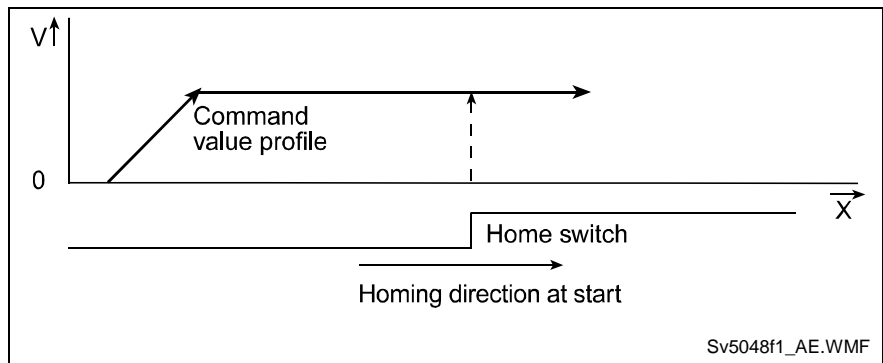 V
Command
value profile
0
X
Home switch
Homing direction at start
Sv5048f1_AE.WMF